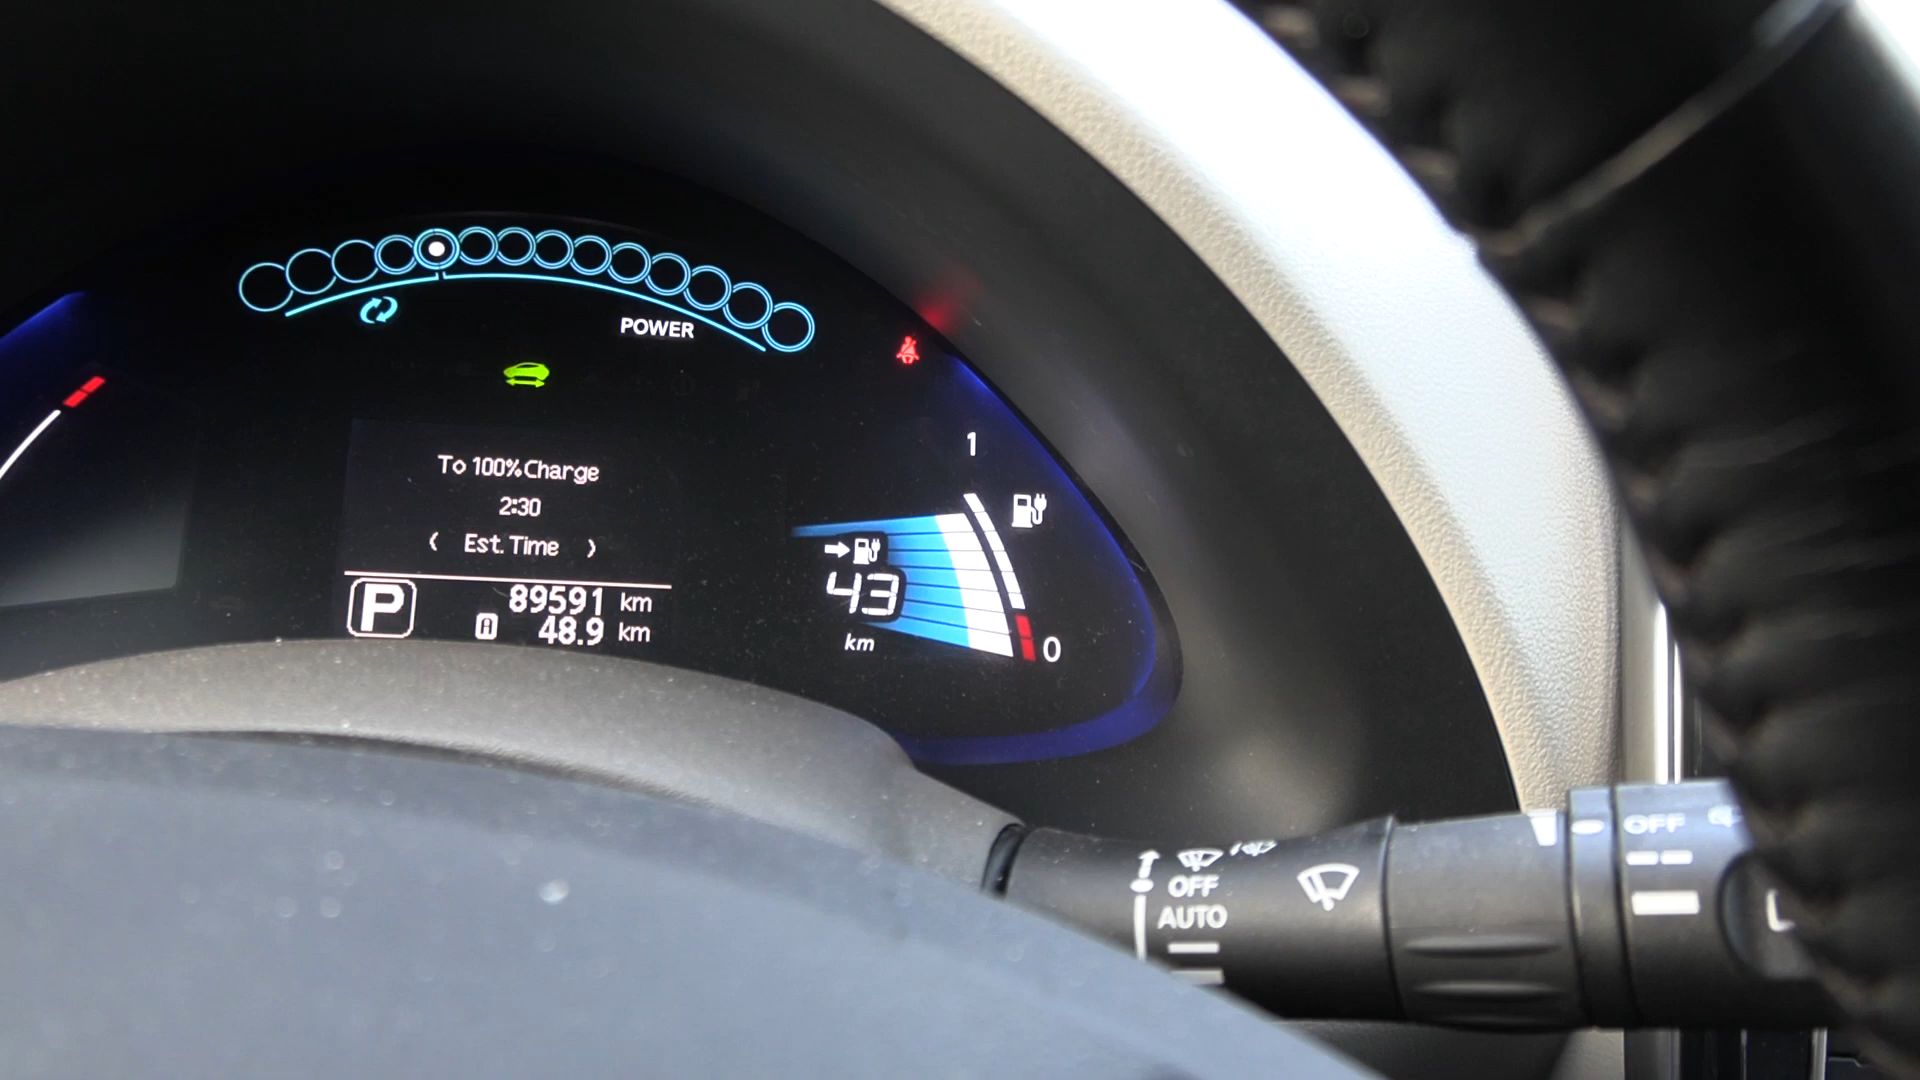 POWER
To 100% Charge
2:30
‹ Est. Time ›
P
89591 km
A 48.9 km
1
43
km
0
OFF
AUTO
OFF